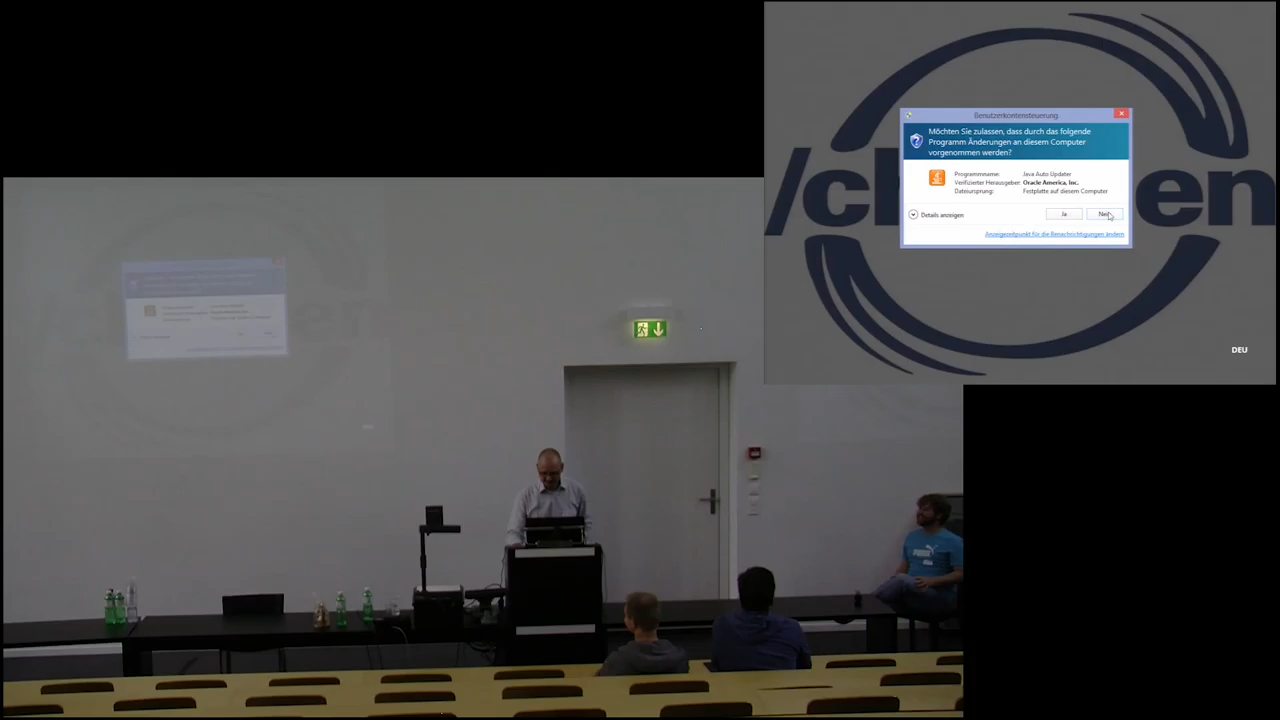 Benutzerkontensteuerung
Möchten Sie zulassen, dass durch das folgende
Programm Änderungen an diesem Computer
vorgenommen werden?
Programmname: Java Auto Updater
Verifizierter Herausgeber: Oracle America, Inc.
Dateiursprung: Festplatte auf diesem Computer
Details anzeigen
Ja
Anzeigezeitpunkt für die Benachrichtigungen ändern
DEU
PUMA